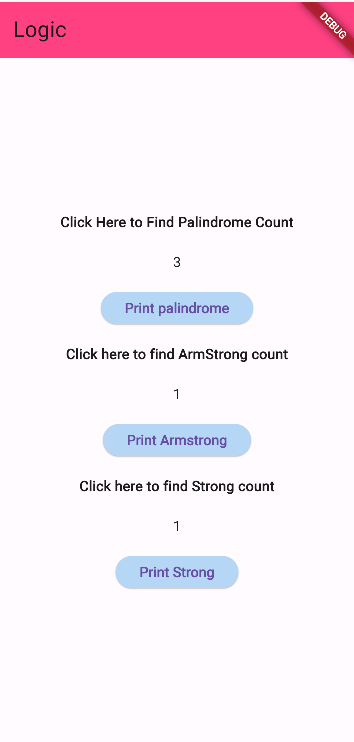 Logic
DEBUG
Click Here to Find Palindrome Count
3
Print palindrome
Click here to find ArmStrong count
1
Print Armstrong
Click here to find Strong count
1
Print Strong